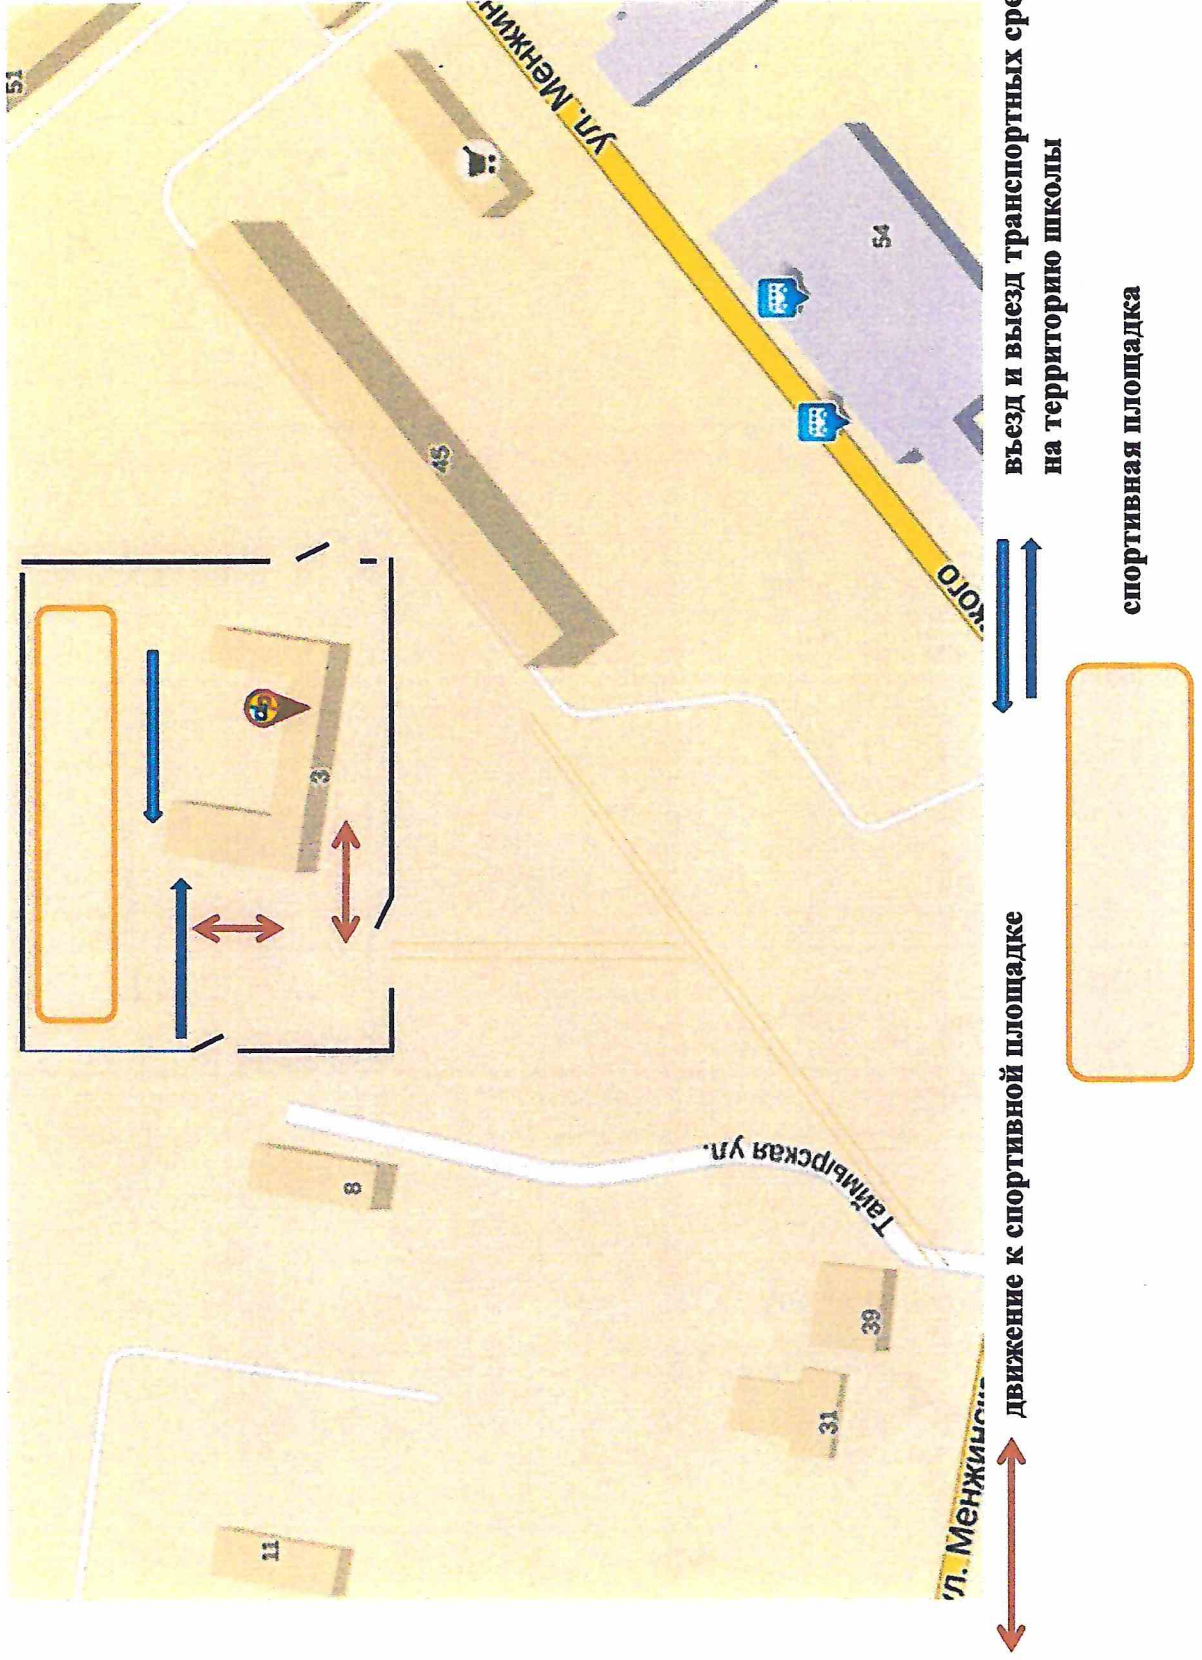 51
11
3
8
45
ул. Менжин
Таймырская ул.
31
39
54
кого
ул. Менжинск
движение к спортивной площадке
въезд и выезд транспортных сре
на территорию школы
спортивная площадка